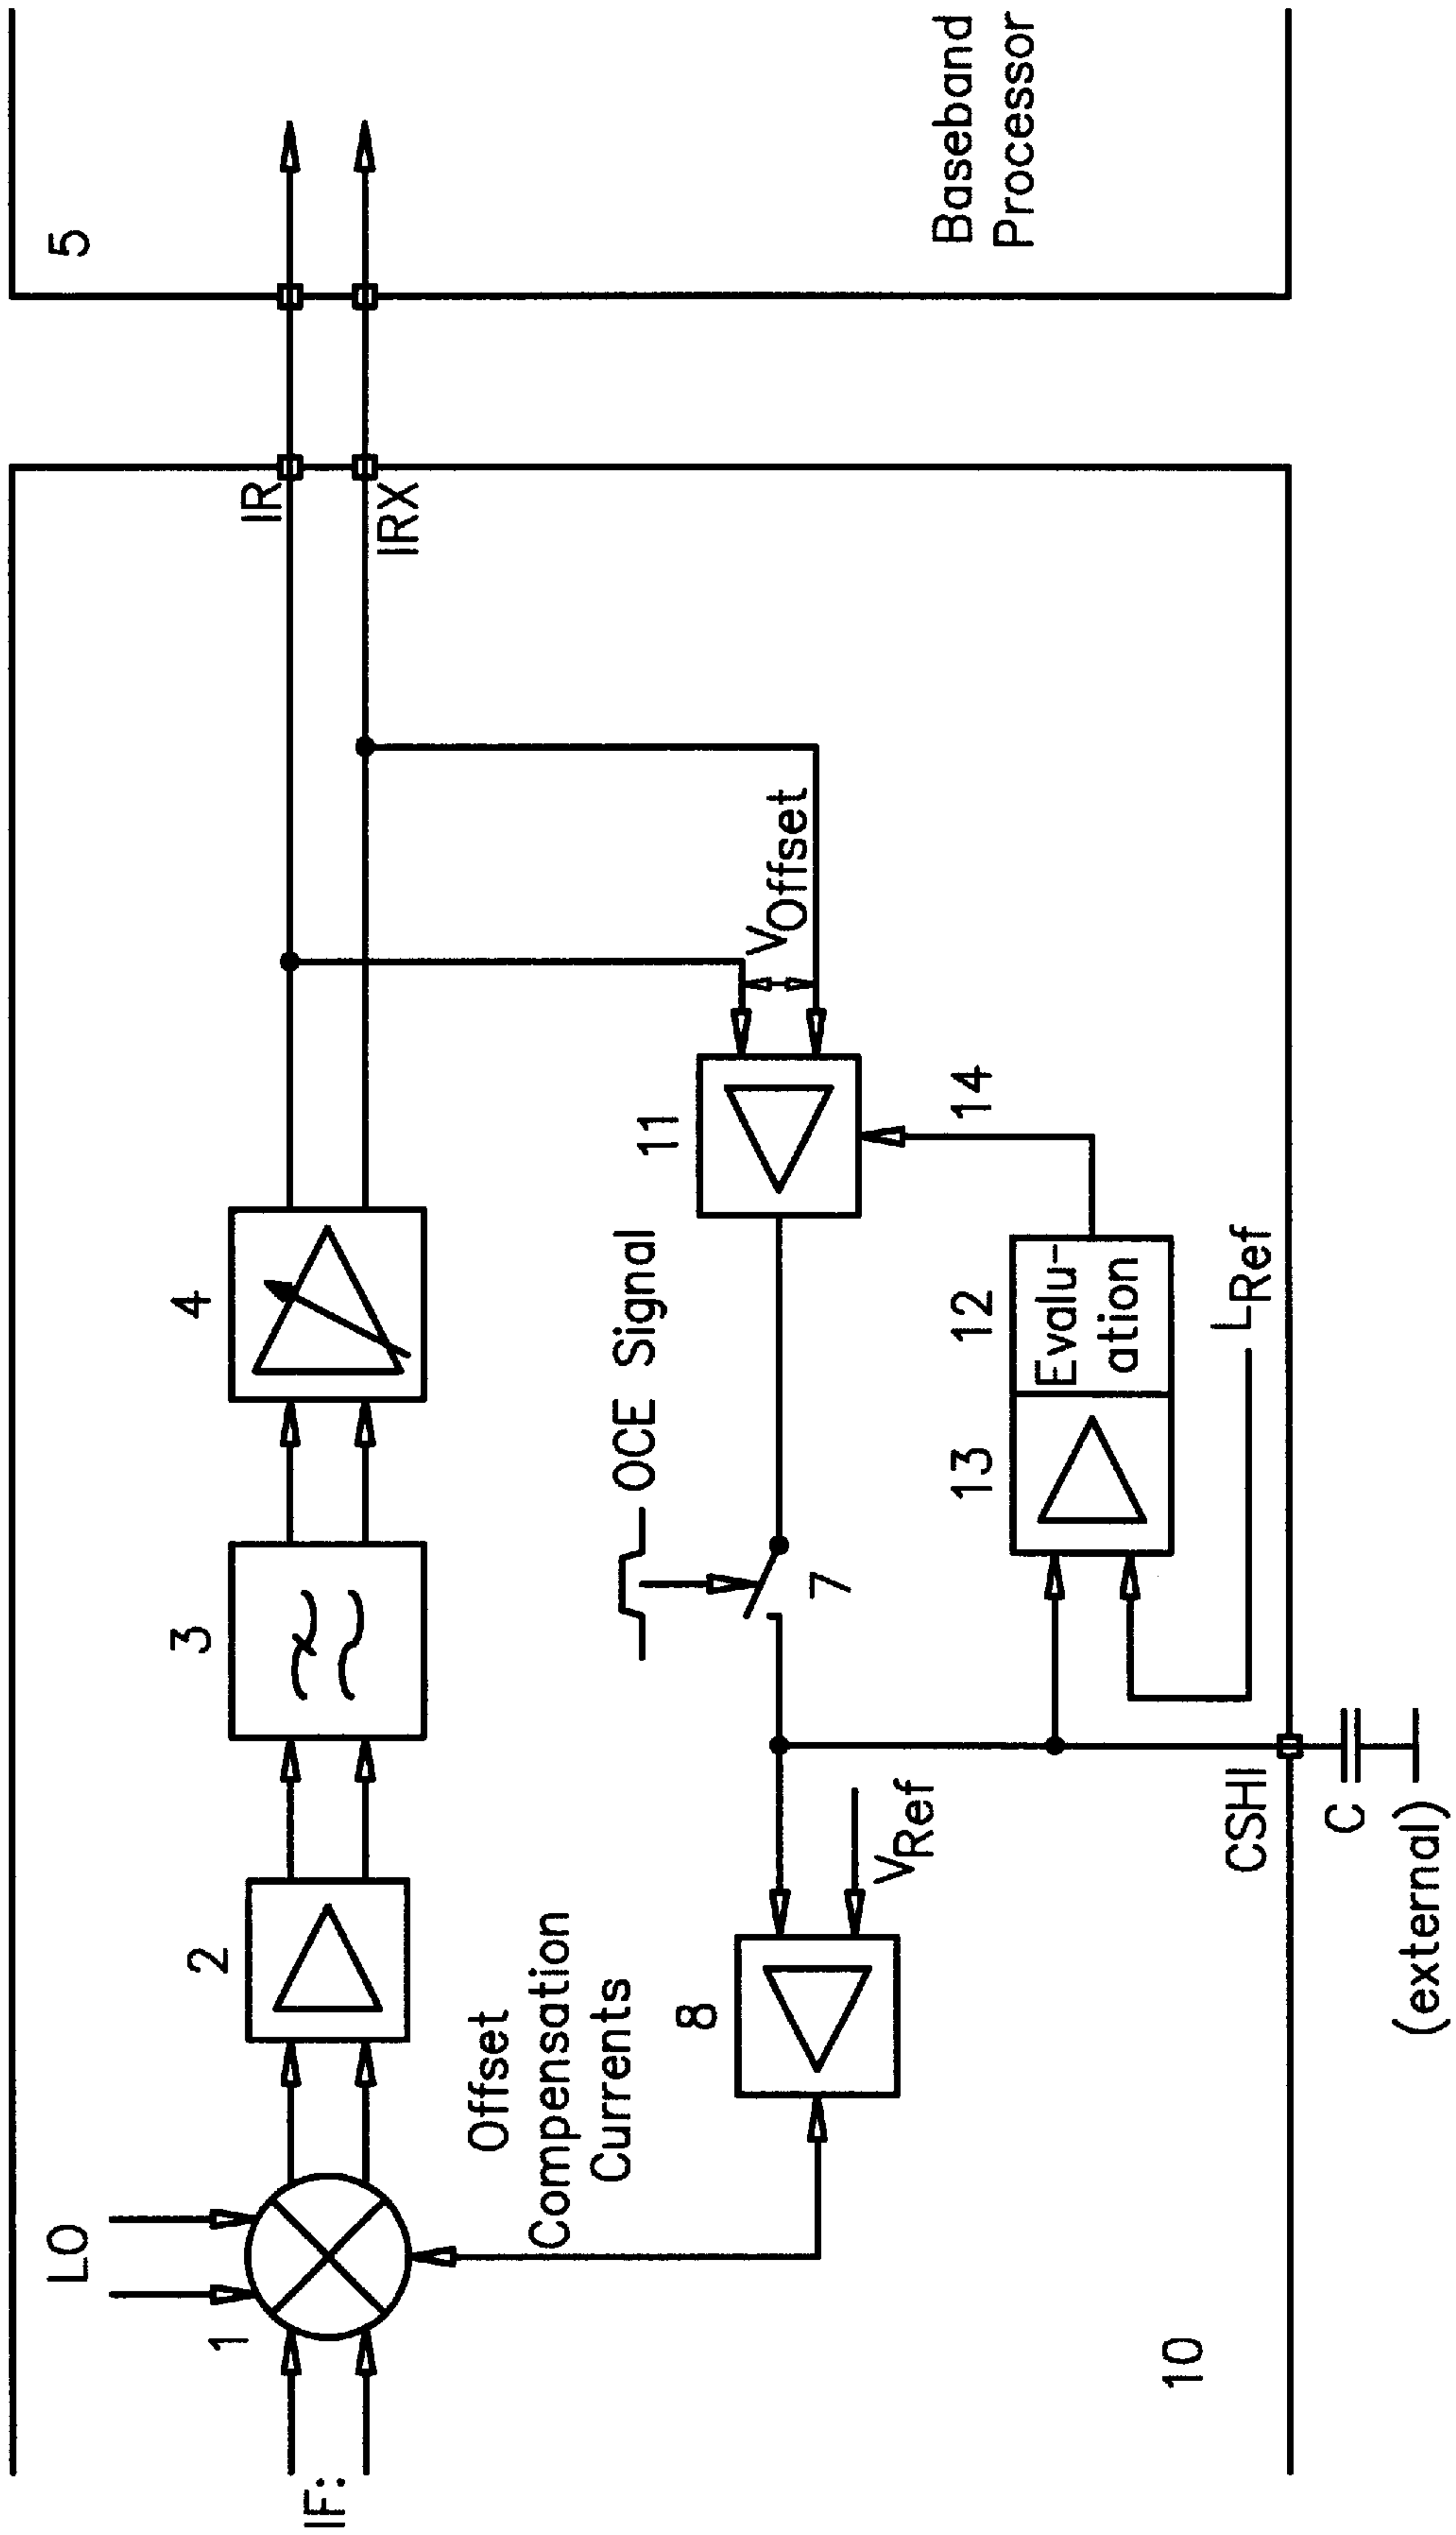 LO
5
1
2
3
4
IR
IRX
IF:
Offset
Compensation
Currents
OCE Signal
8
VRef
7
11
VOffset
14
13
12
Evalu-
ation
LRef
Baseband
Processor
10
CSHI
C
(external)